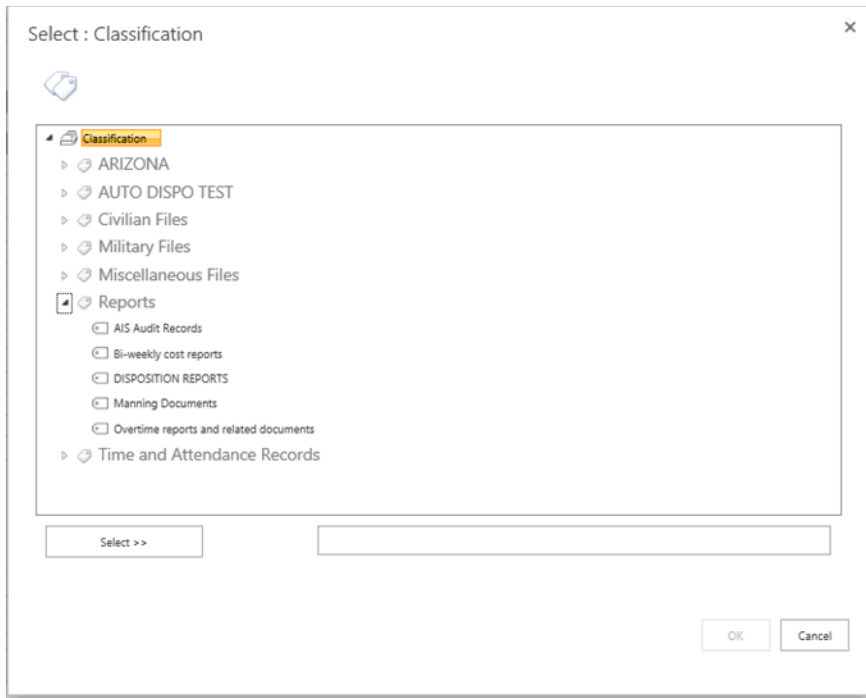 Select : Classification
Classification
ARIZONA
AUTO DISPO TEST
Civilian Files
Military Files
Miscellaneous Files
Reports
AIS Audit Records
Bi-weekly cost reports
DISPOSITION REPORTS
Manning Documents
Overtime reports and related documents
Time and Attendance Records
Select >>
OK Cancel